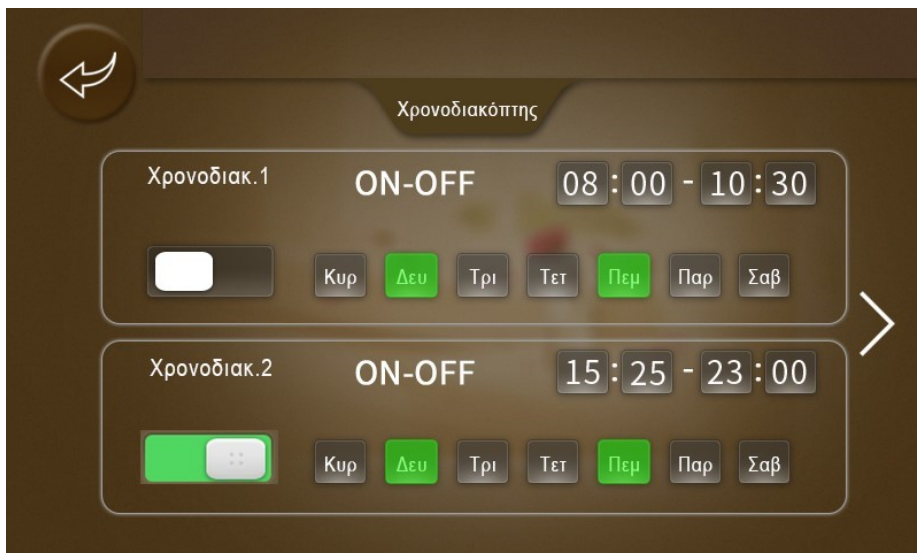 Χρονοδιακόπτης
Χρονοδιακ.1 ON-OFF 08:00 - 10:30
Κυρ Δευ Τρι Τετ Πεμ Παρ Σαβ
Χρονοδιακ.2 ON-OFF 15:25 - 23:00
Κυρ Δευ Τρι Τετ Πεμ Παρ Σαβ